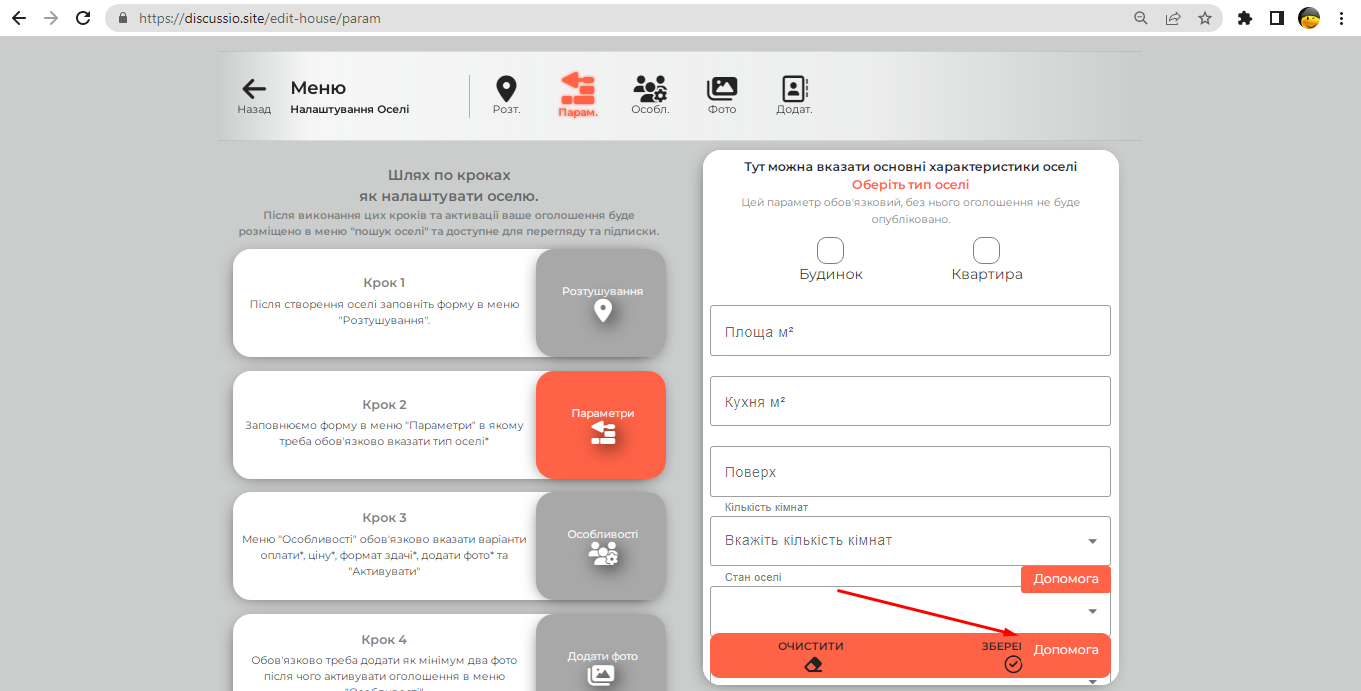 https://discussio.site/edit-house/param
Назад
Меню
Налаштування Оселі
Розт.
Парам.
Особл.
Фото
Додат.
Шлях по кроках
як налаштувати оселю.
Після виконання цих кроків та активації ваше оголошення буде
розміщено в меню "пошук оселі" та доступне для перегляду та підписки.
Крок 1
Після створення оселі заповніть форму в меню
"Розтушування".
Розтушування
Крок 2
Заповнюємо форму в меню "Параметри" в якому
треба обов'язково вказати тип оселі*
Параметри
Крок 3
Меню "Особливості" обов'язково вказати варіанти
оплати*, ціну*, формат здачі*, додати фото* та
"Активувати"
Особливості
Крок 4
Обов'язково треба додати як мінімум два фото
після чого активувати оголошення в меню
"Особливості"
Додати фото
Тут можна вказати основні характеристики оселі
Оберіть тип оселі
Цей параметр обов'язковий, без нього оголошення не буде
опубліковано.
Будинок
Квартира
Площа м²
Кухня м²
Поверх
Кількість кімнат
Вкажіть кількість кімнат
Стан оселі
Допомога
ОЧИСТИТИ
ЗБЕРЕ
Допомога